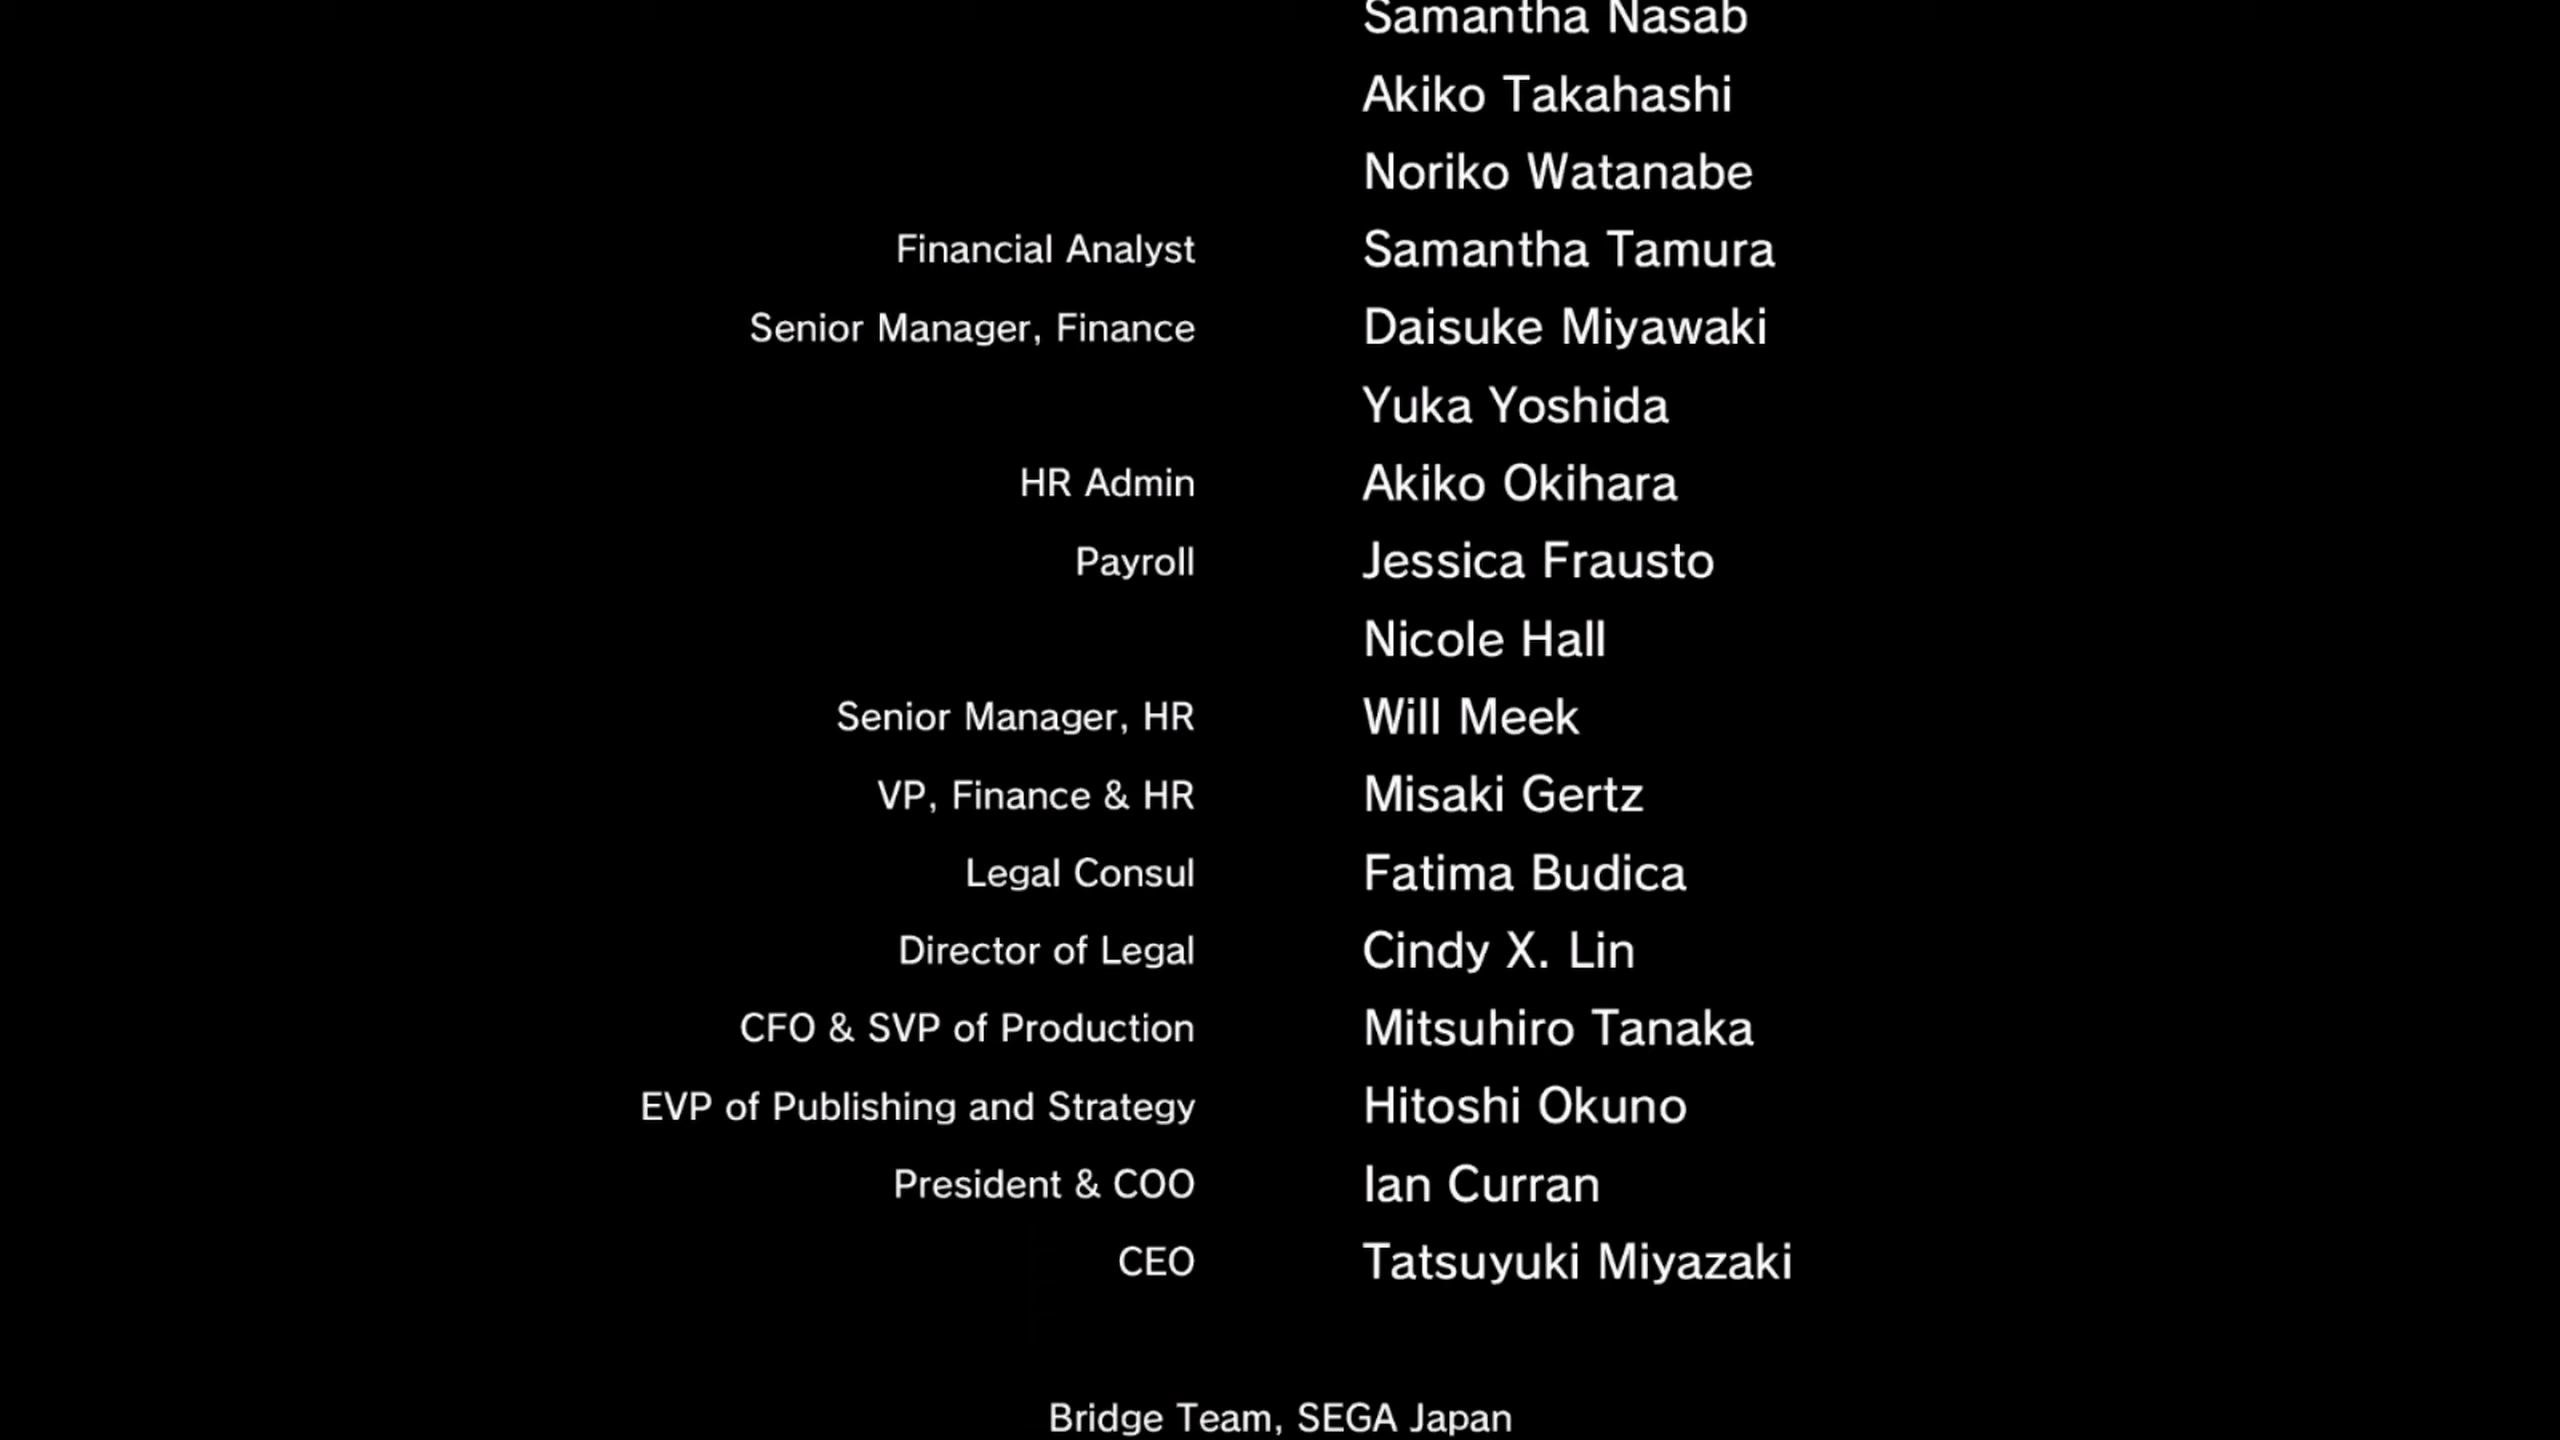 Samantha Nasab
Akiko Takahashi
Noriko Watanabe
Financial Analyst Samantha Tamura
Senior Manager, Finance Daisuke Miyawaki
Yuka Yoshida
HR Admin Akiko Okihara
Payroll Jessica Frausto
Nicole Hall
Senior Manager, HR Will Meek
VP, Finance & HR Misaki Gertz
Legal Consul Fatima Budica
Director of Legal Cindy X. Lin
CFO & SVP of Production Mitsuhiro Tanaka
EVP of Publishing and Strategy Hitoshi Okuno
President & COO Ian Curran
CEO Tatsuyuki Miyazaki
Bridge Team, SEGA Japan